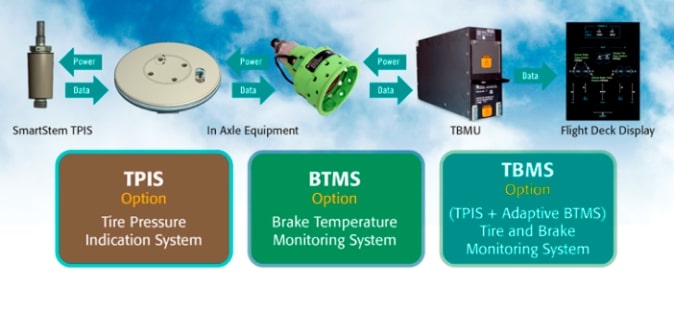 Power
Data
Power
Data
Power
Data
Data
SmartStem TPIS
In Axle Equipment
TBMU
Flight Deck Display
TPIS
Option
Tire Pressure
Indication System
BTMS
Option
Brake Temperature
Monitoring System
TBMS
Option
(TPIS + Adaptive BTMS)
Tire and Brake
Monitoring System